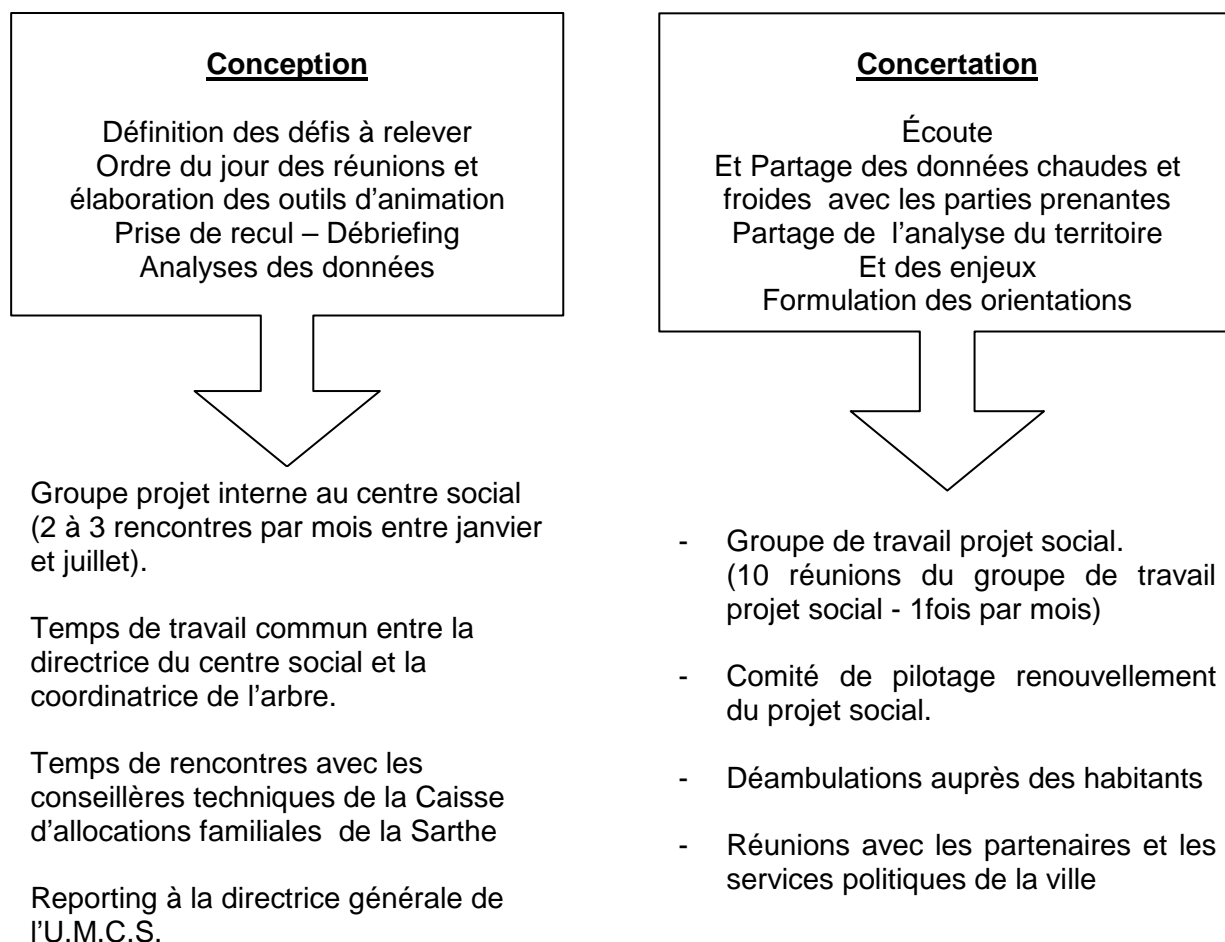 Conception
Définition des défis à relever
Ordre du jour des réunions et
élaboration des outils d’animation
Prise de recul – Débriefing
Analyses des données
Groupe projet interne au centre social
(2 à 3 rencontres par mois entre janvier
et juillet).
Temps de travail commun entre la
directrice du centre social et la
coordinatrice de l’arbre.
Temps de rencontres avec les
conseillères techniques de la Caisse
d’allocations familiales de la Sarthe
Reporting à la directrice générale de
l’U.M.C.S.
Concertation
Écoute
Et Partage des données chaudes et
froides avec les parties prenantes
Partage de l’analyse du territoire
Et des enjeux
Formulation des orientations
- Groupe de travail projet social.
(10 réunions du groupe de travail
projet social - 1fois par mois)
- Comité de pilotage renouvellement
du projet social.
- Déambulations auprès des habitants
- Réunions avec les partenaires et les
services politiques de la ville